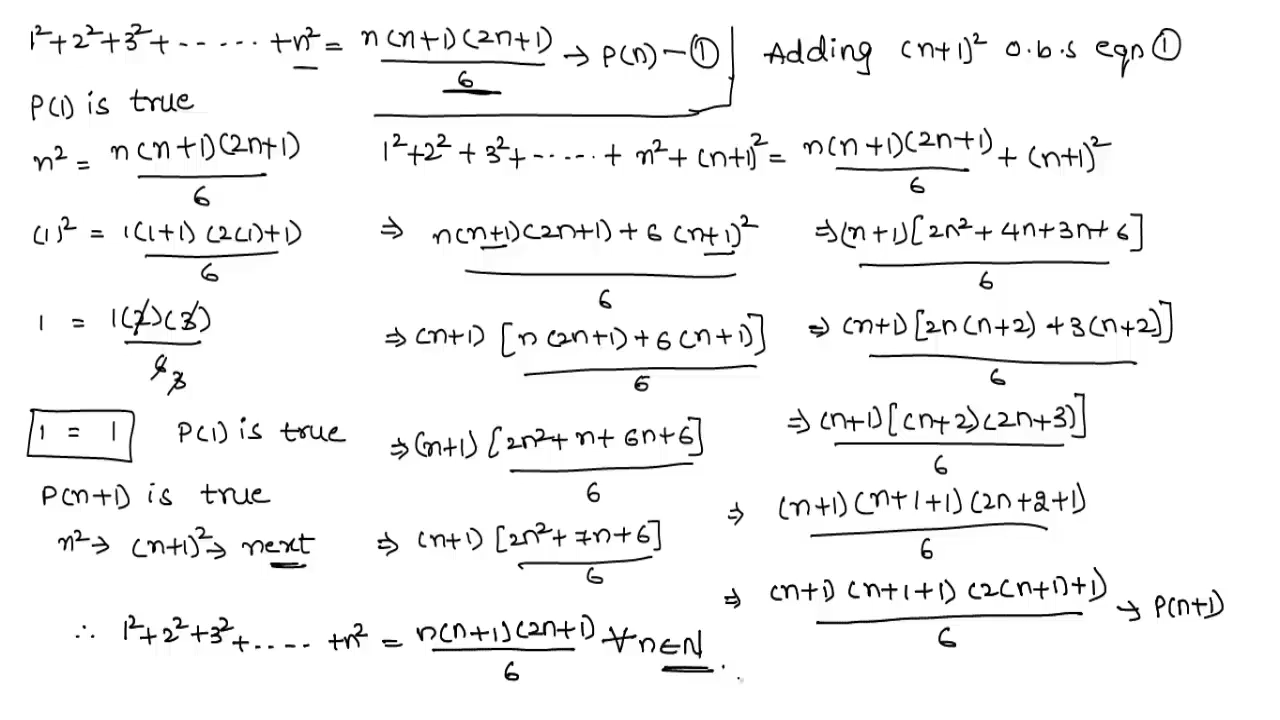 1²+2²+3²+......+n² = n(n+1)(2n+1)/6 → P(n) - ①
P(1) is true
n² = n(n+1)(2n+1)/6
(1)² = 1(1+1)(2(1)+1)/6
1 = 1(2)(3)/6 3
1 = 1 P(1) is true
P(n+1) is true
n² → (n+1)² → next
Adding (n+1)² o.b.s eqn ①
1²+2²+3²+......+n²+(n+1)² = n(n+1)(2n+1)/6 + (n+1)²
⇒ n(n+1)(2n+1)+6(n+1)²/6
⇒ (n+1)[n(2n+1)+6(n+1)]/6
⇒ (n+1)[2n²+n+6n+6]/6
⇒ (n+1)[2n²+7n+6]/6
⇒ (n+1)[2n²+4n+3n+6]/6
⇒ (n+1)[2n(n+2)+3(n+2)]/6
⇒ (n+1)[(n+2)(2n+3)]/6
⇒ (n+1)(n+1+1)(2n+2+1)/6
⇒ (n+1)(n+1+1)(2(n+1)+1)/6 → P(n+1)
∴ 1²+2²+3²+......+n² = n(n+1)(2n+1)/6 ∀ n∈N.